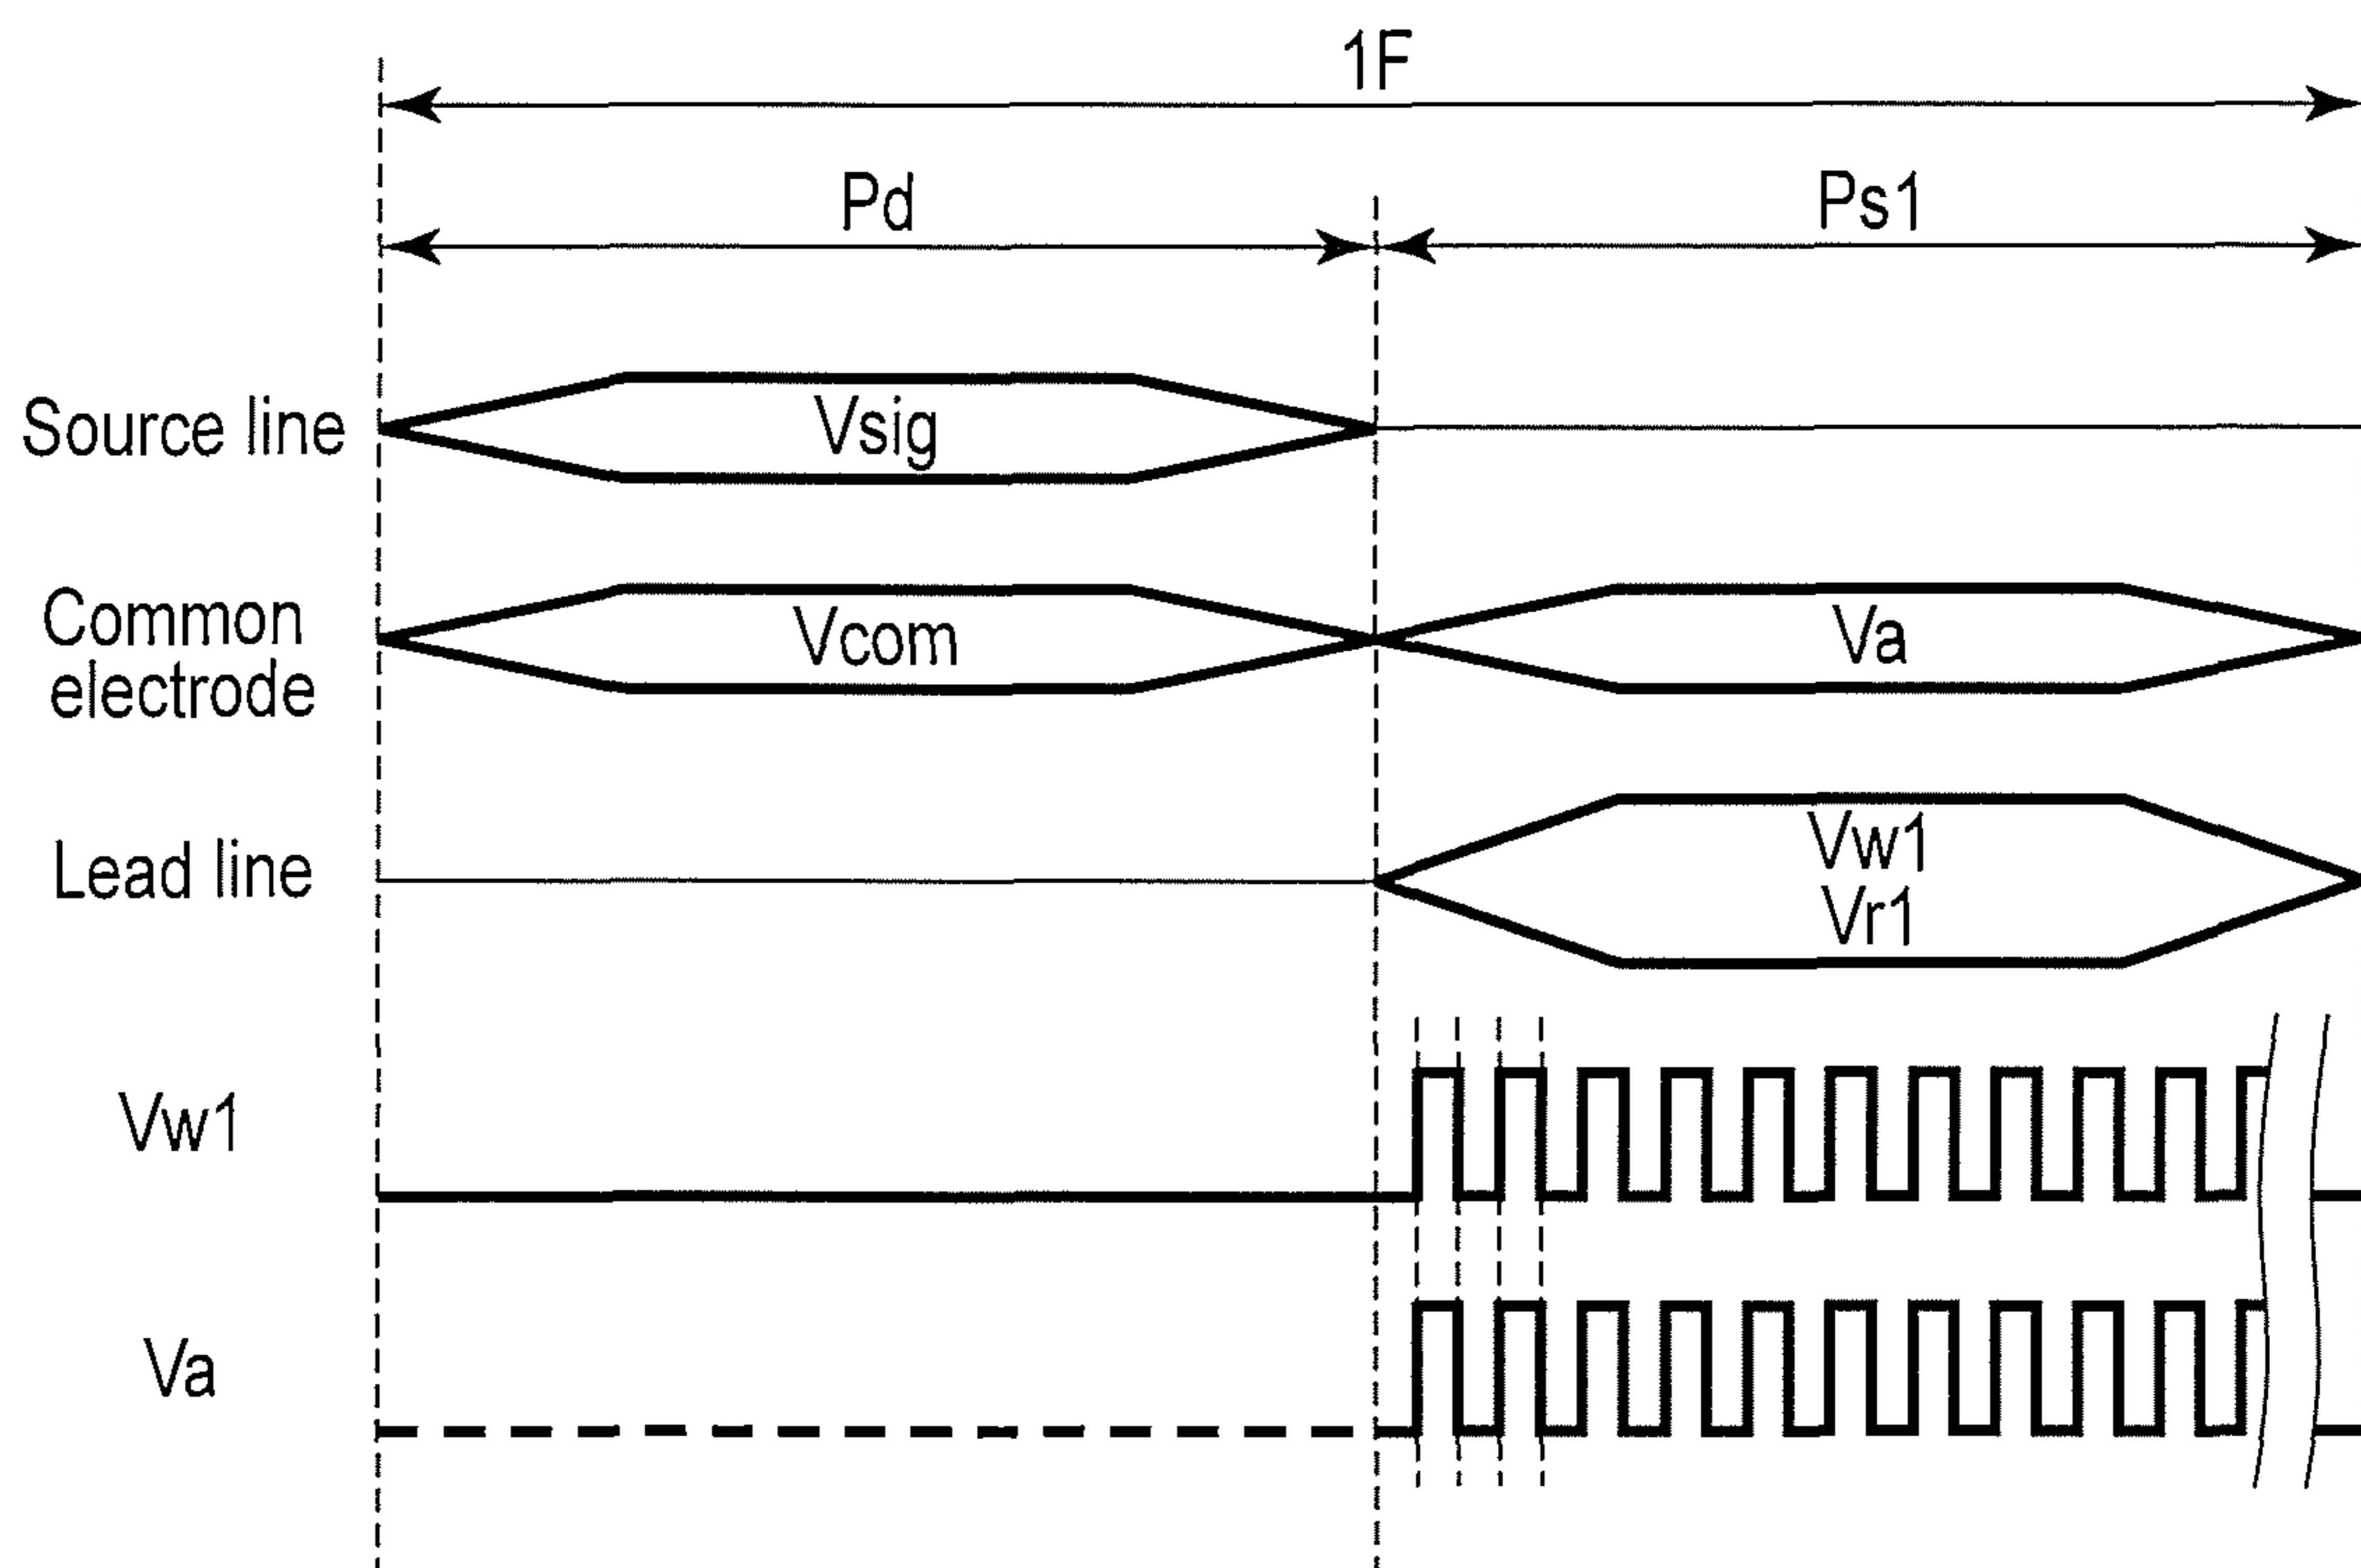 1F
Pd
Ps1
Source line
Vsig
Common
electrode
Vcom
Va
Lead line
Vw1
Vr1
Vw1
Va